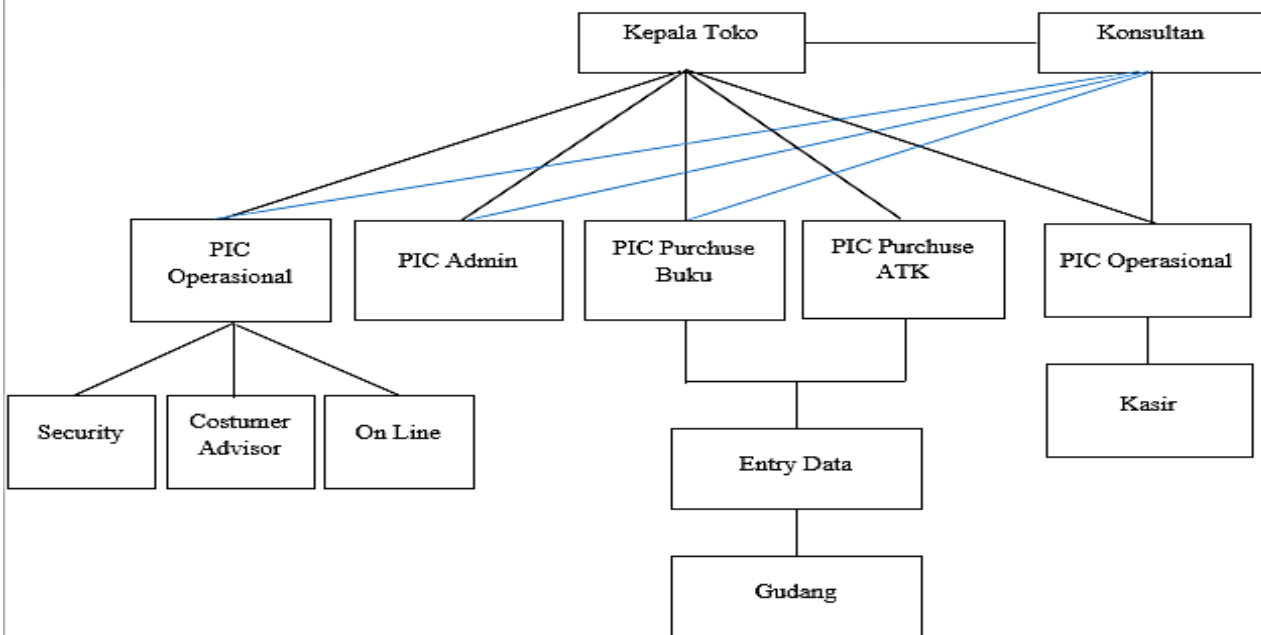 Kepala Toko
Konsultan
PIC
Operasional
PIC Admin
PIC Purchuse
Buku
PIC Purchuse
ATK
PIC Operasional
Security
Costumer
Advisor
On Line
Kasir
Entry Data
Gudang